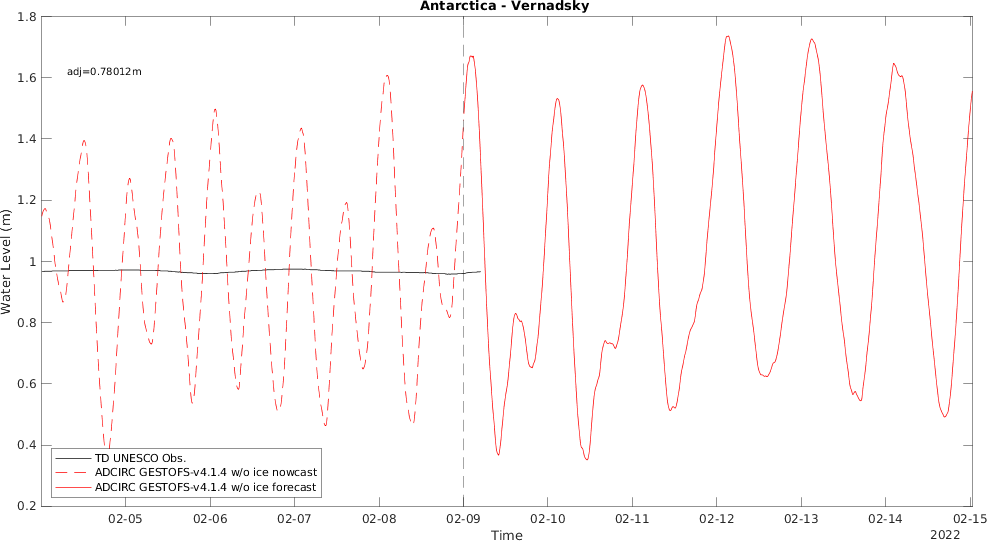 Antarctica - Vernadsky
1.8
1.6
1.4
1.2
1
0.8
0.6
0.4
0.2
Water Level (m)
adj=0.78012m
TD UNESCO Obs.
ADCIRC GESTOFS-v4.1.4 w/o ice nowcast
ADCIRC GESTOFS-v4.1.4 w/o ice forecast
02-05 02-06 02-07 02-08 02-09 02-10 02-11 02-12 02-13 02-14 02-15
Time
2022